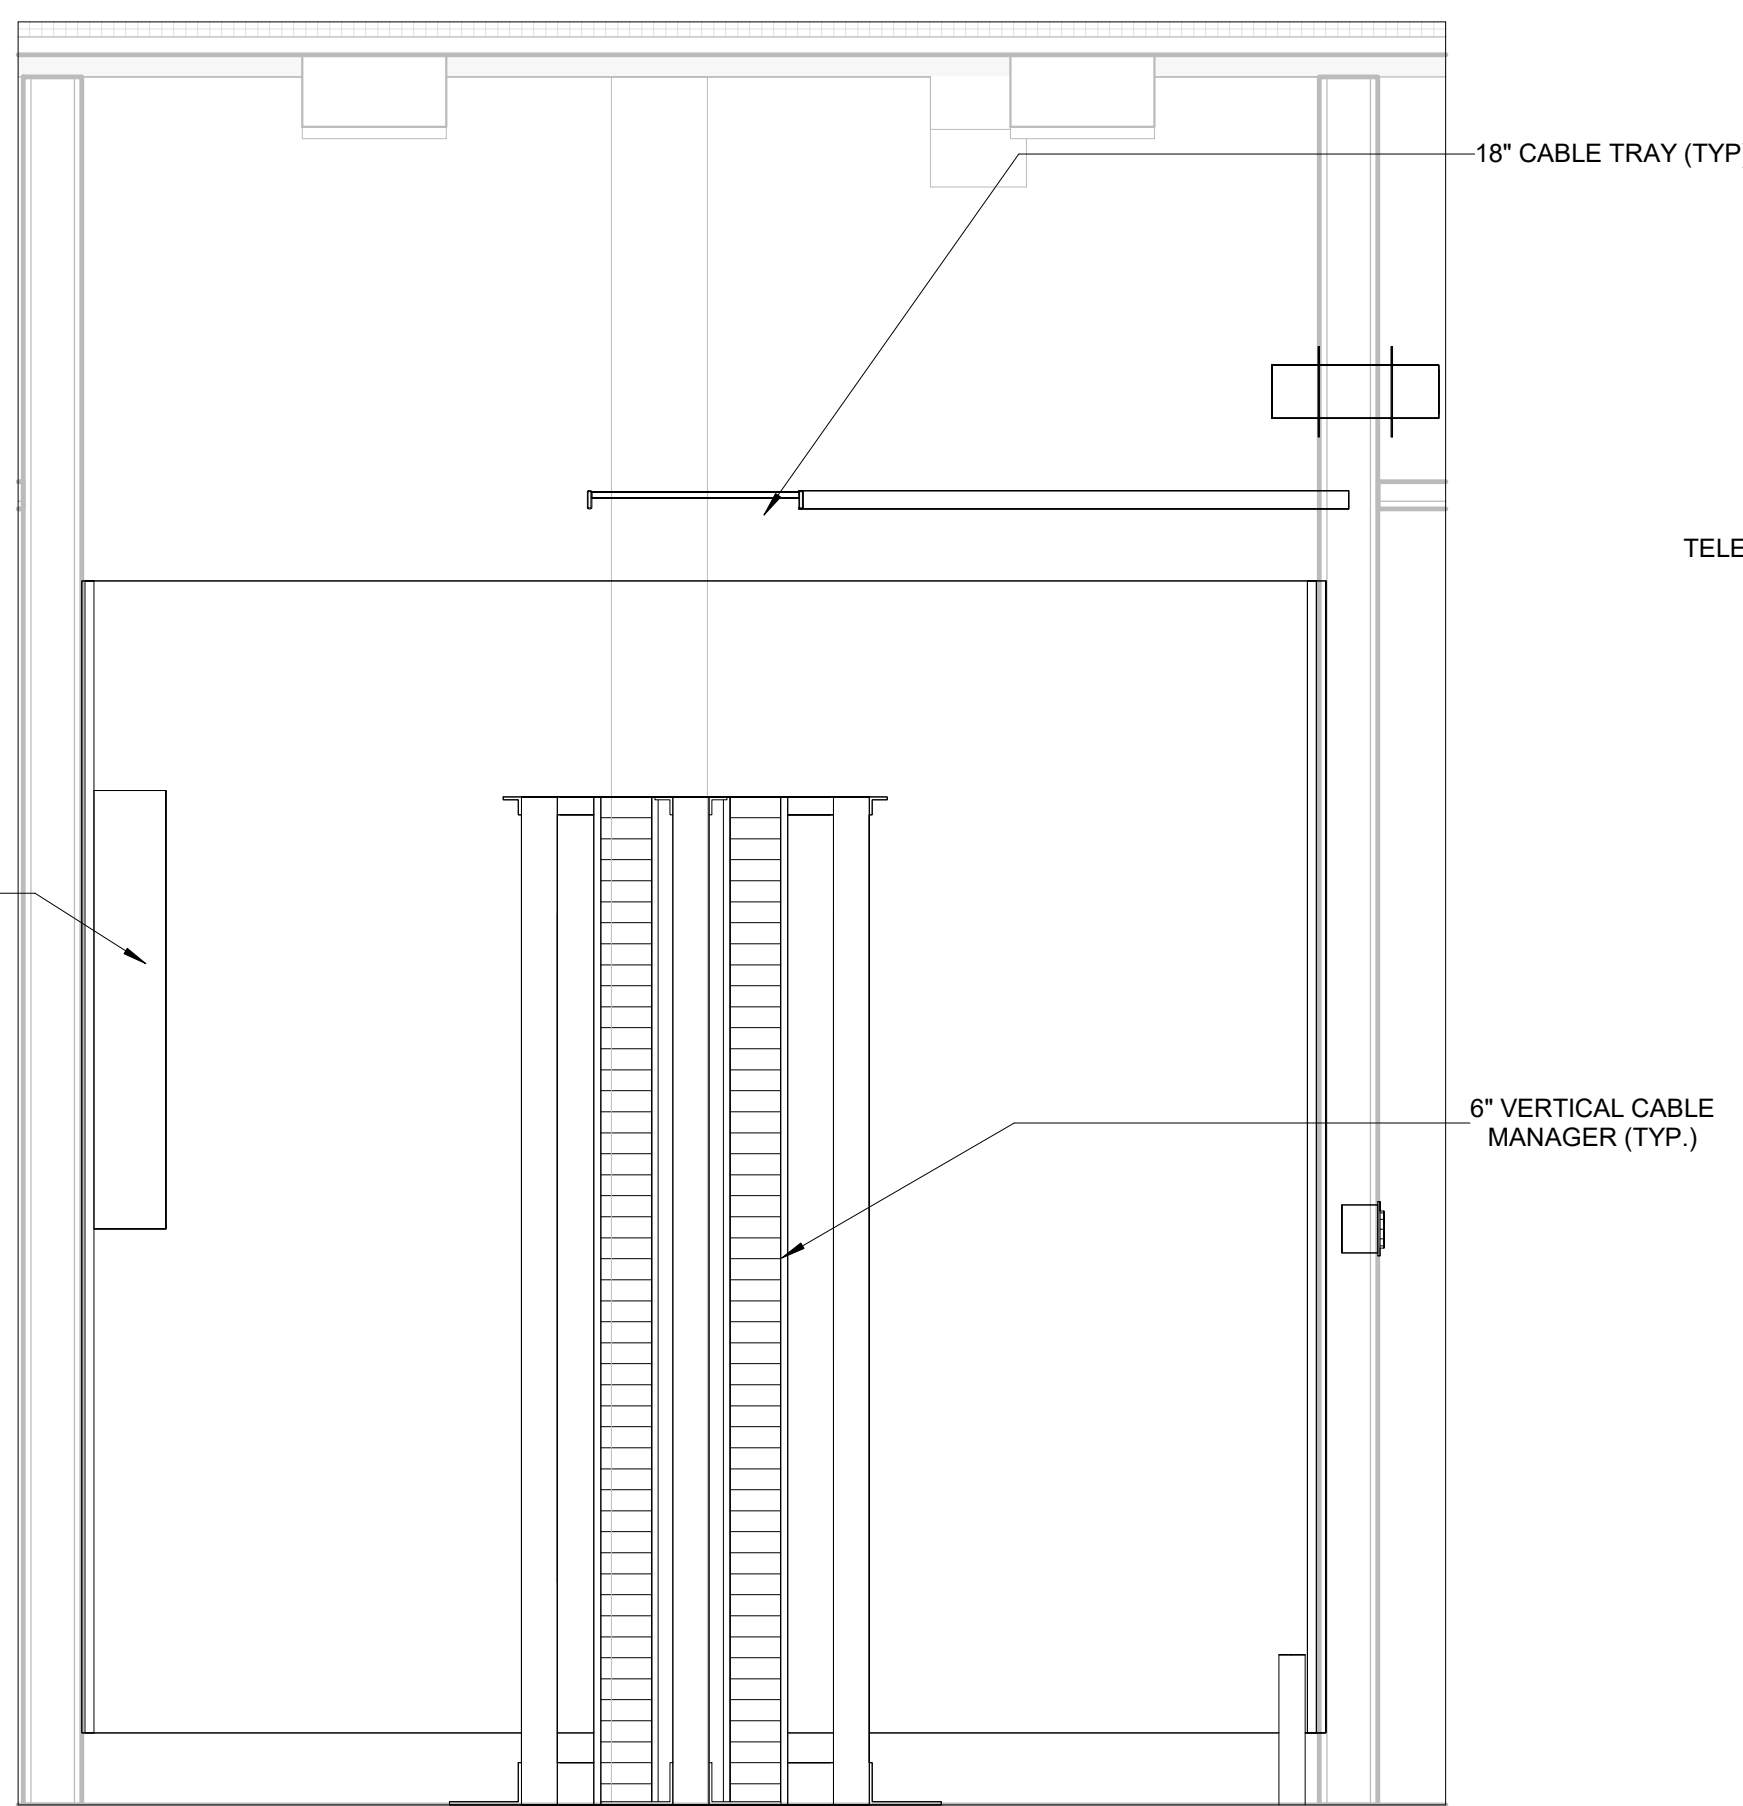 18" CABLE TRAY (TYP)
TELE
6" VERTICAL CABLE
MANAGER (TYP.)